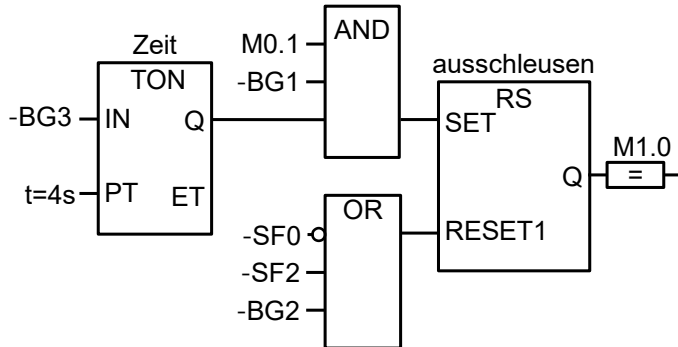 Zeit
TON
-BG3
IN
Q
t=4s
PT
ET
AND
M0.1
-BG1
OR
-SF0
-SF2
-BG2
ausschleusen
RS
SET
Q
RESET1
M1.0
=